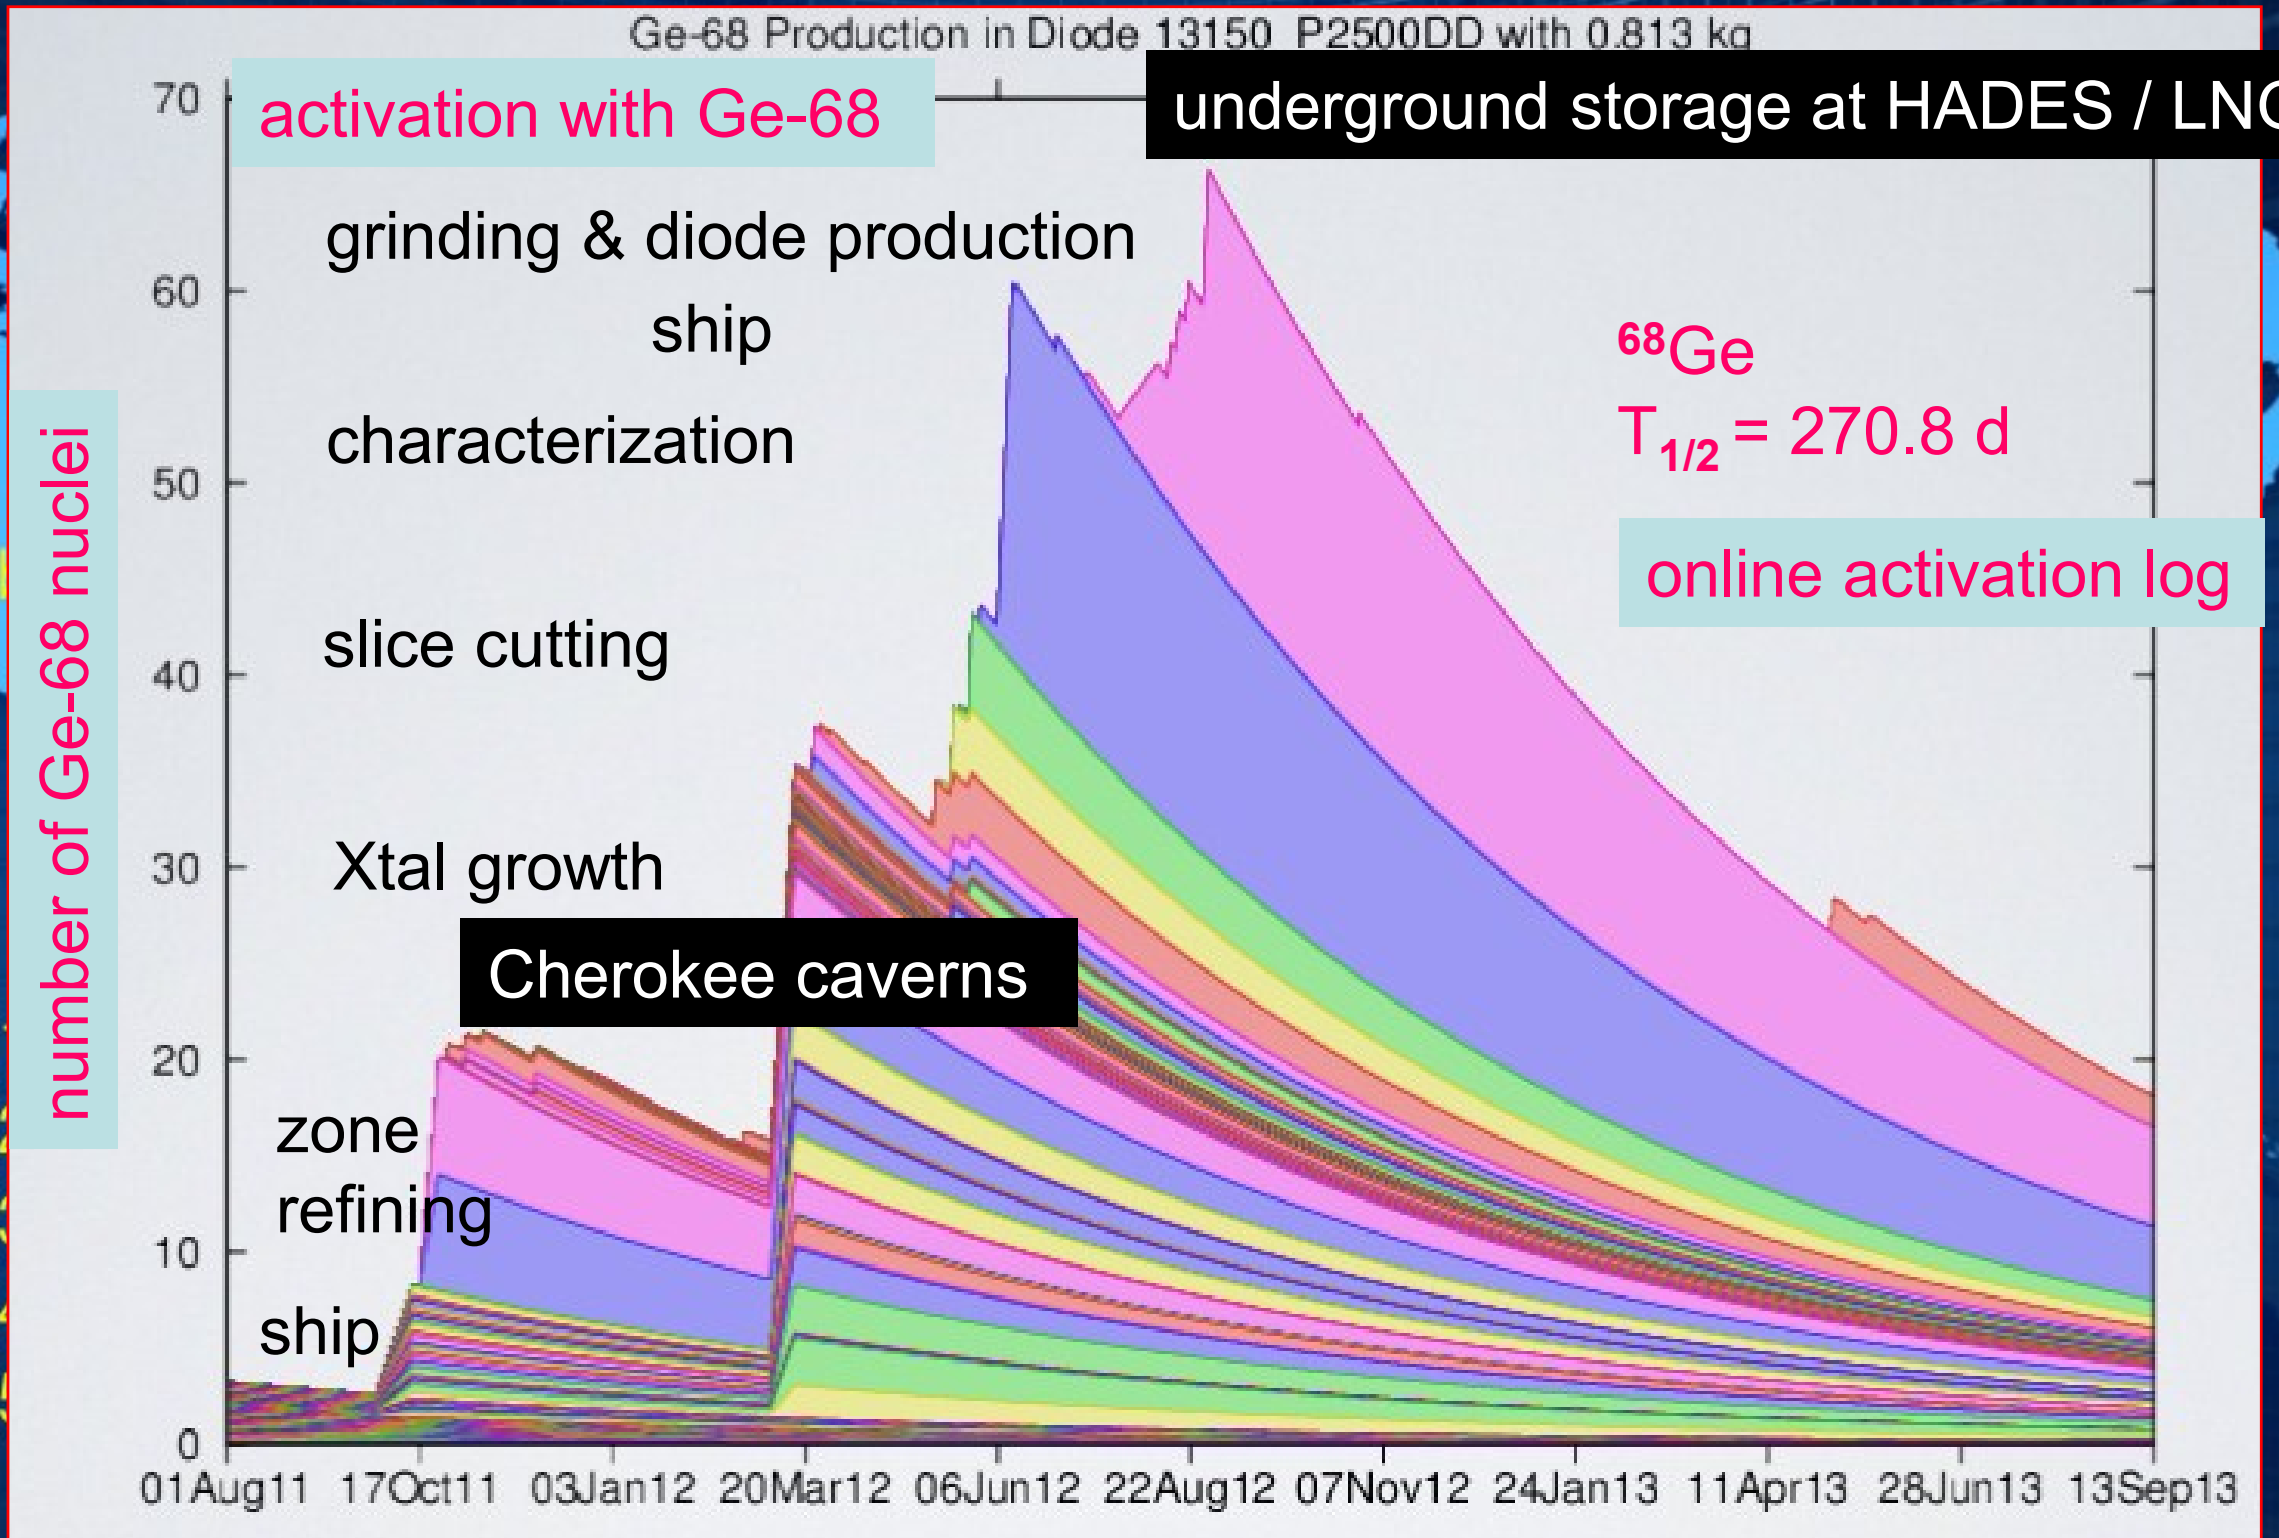 Ge-68 Production in Diode 13150 P2500DD with 0.813 kg
activation with Ge-68
underground storage at HADES / LNG
grinding & diode production
ship
characterization
slice cutting
Xtal growth
Cherokee caverns
zone
refining
ship
68Ge
T1/2 = 270.8 d
online activation log
number of Ge-68 nuclei
70
60
50
40
30
20
10
0
01Aug11 17Oct11 03Jan12 20Mar12 06Jun12 22Aug12 07Nov12 24Jan13 11Apr13 28Jun13 13Sep13